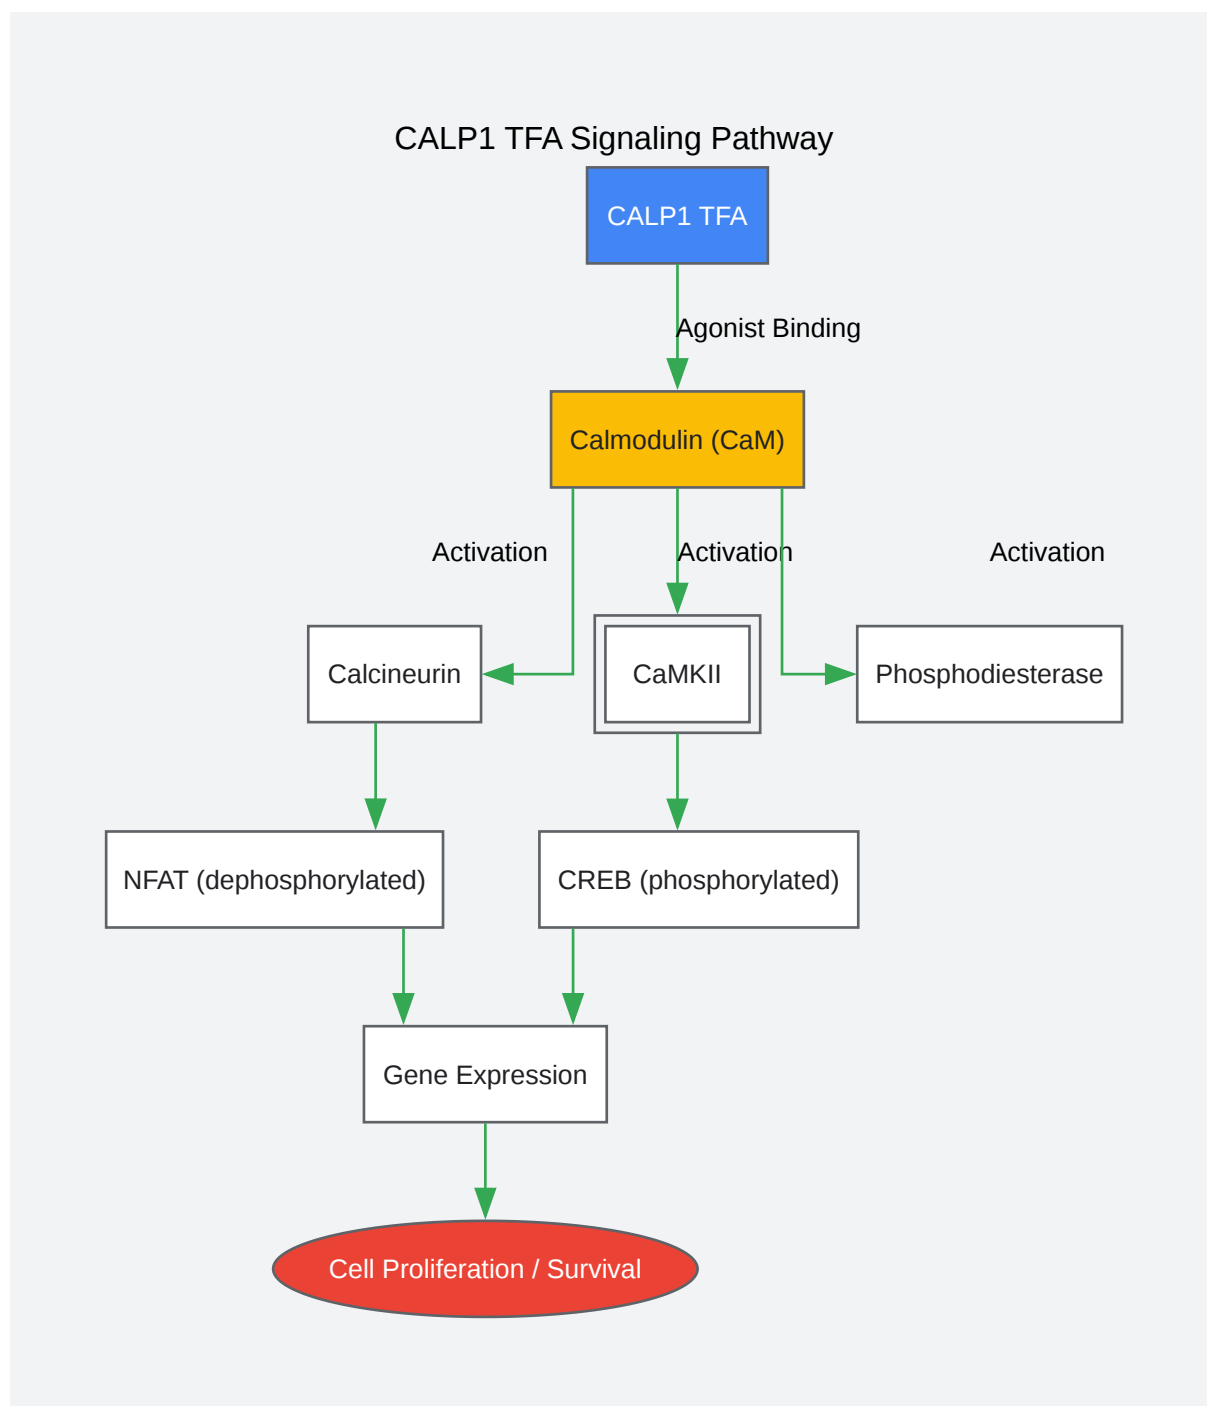 CALP1 TFA Signaling Pathway
CALP1 TFA
Agonist Binding
Calmodulin (CaM)
Activation
Activation
Activation
Calcineurin
CaMKII
Phosphodiesterase
NFAT (dephosphorylated)
CREB (phosphorylated)
Gene Expression
Cell Proliferation / Survival